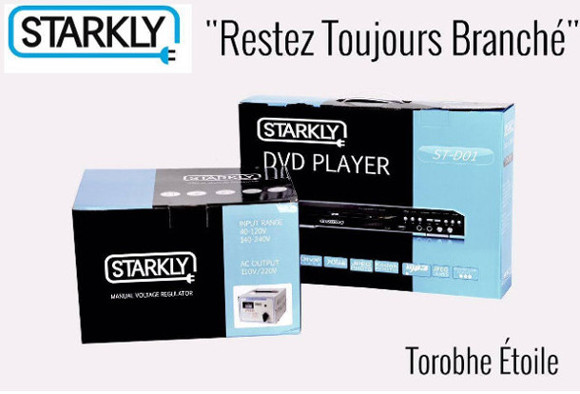 STARKLY
"Restez Toujours Branché"
STARKLY
DVD PLAYER
ST-D01
STARKLY
INPUT RANGE
STARKLY
AC OUTPUT
110V/220V
MANUAL VOLTAGE REGULATOR
Torobhe Étoile